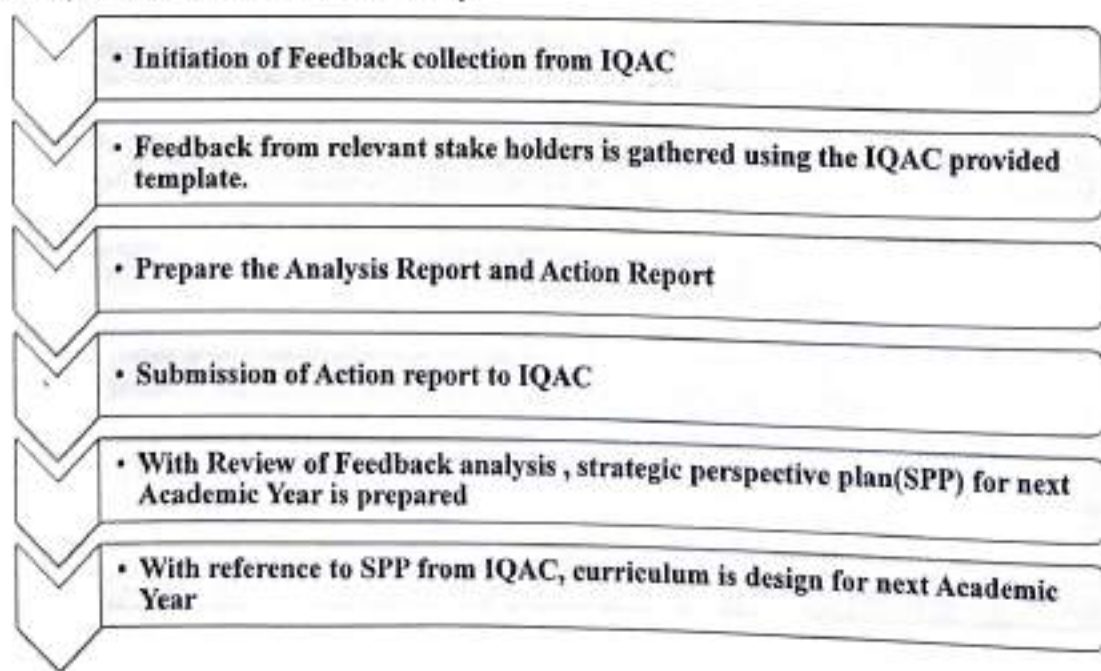 • Initiation of Feedback collection from IQAC
• Feedback from relevant stake holders is gathered using the IQAC provided
template.
• Prepare the Analysis Report and Action Report
• Submission of Action report to IQAC
• With Review of Feedback analysis , strategic perspective plan(SPP) for next
Academic Year is prepared
• With reference to SPP from IQAC, curriculum is design for next Academic
Year